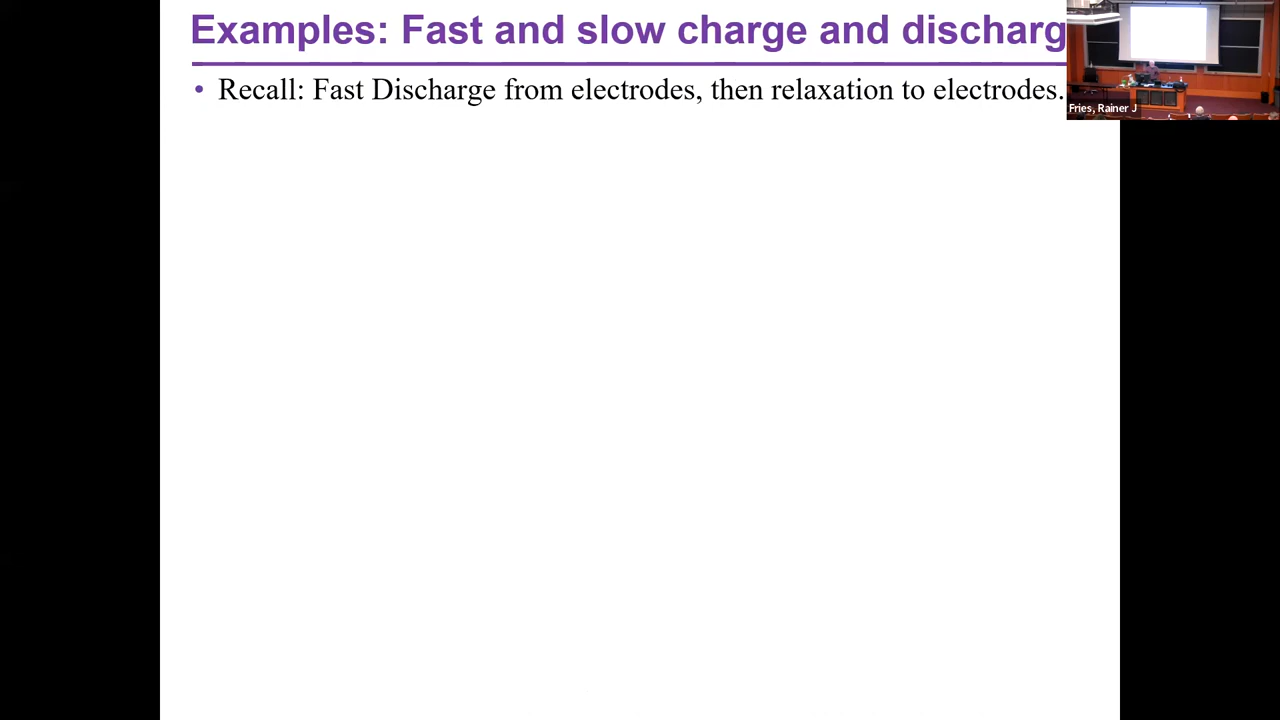 Examples: Fast and slow charge and discharg
• Recall: Fast Discharge from electrodes, then relaxation to electrodes.
Fries, Rainer J